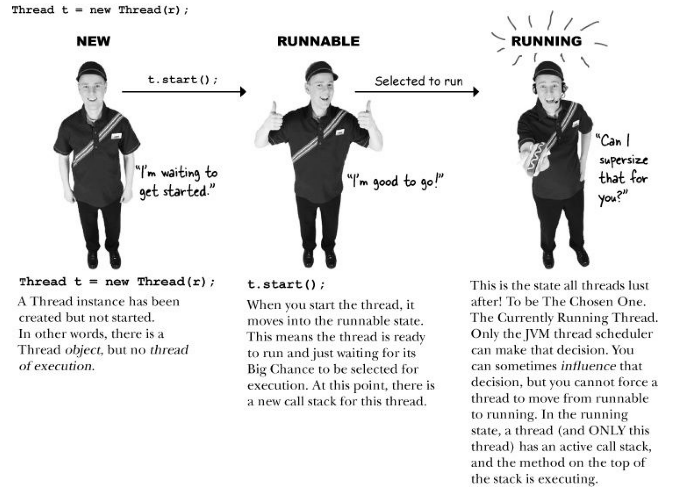 Thread t = new Thread(r);
NEW
RUNNABLE
RUNNING
t.start();
Selected to run
"I'm waiting to
get started."
"I'm good to go!"
"Can I
supersize
that for
you?"
Thread t = new Thread(r);
A Thread instance has been
created but not started.
In other words, there is a
Thread object, but no thread
of execution.
t.start();
When you start the thread, it
moves into the runnable state.
This means the thread is ready
to run and just waiting for its
Big Chance to be selected for
execution. At this point, there is
a new call stack for this thread.
This is the state all threads lust
after! To be The Chosen One.
The Currently Running Thread.
Only the JVM thread scheduler
can make that decision. You
can sometimes influence that
decision, but you cannot force a
thread to move from runnable
to running. In the running
state, a thread (and ONLY this
thread) has an active call stack,
and the method on the top of
the stack is executing.